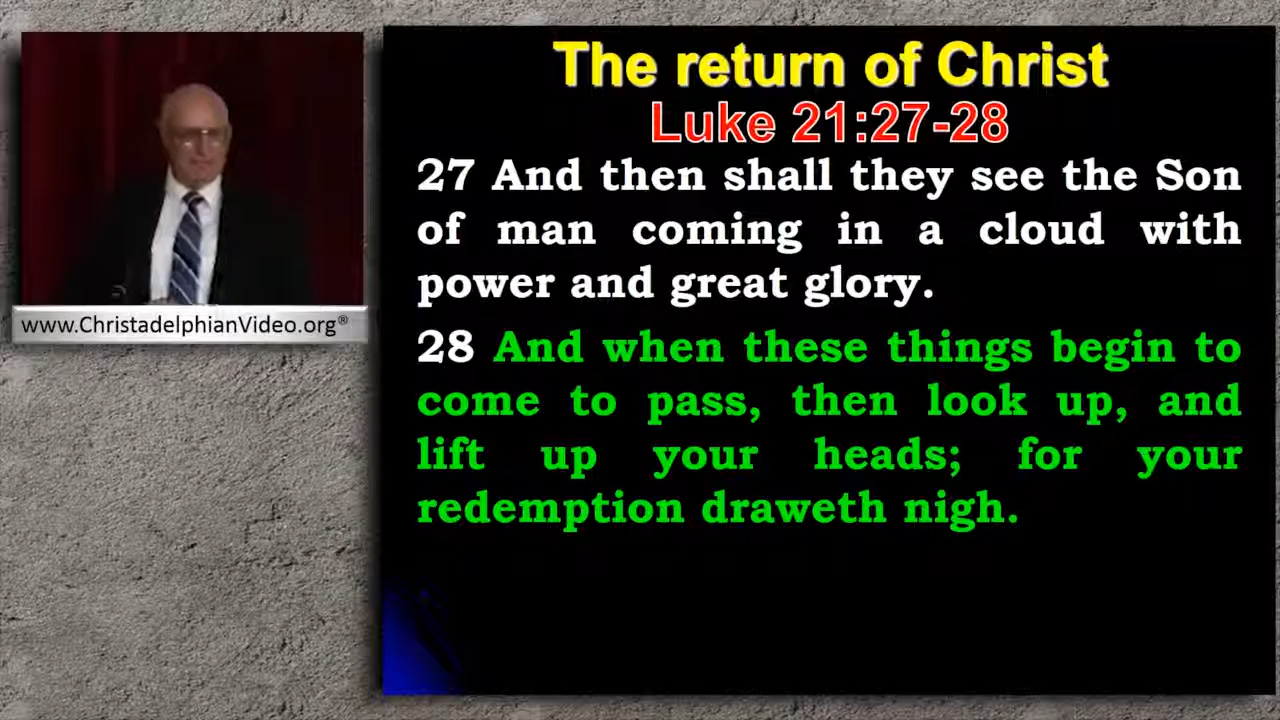 The return of Christ
Luke 21:27-28
27 And then shall they see the Son
of man coming in a cloud with
power and great glory.
28 And when these things begin to
come to pass, then look up, and
lift up your heads; for your
redemption draweth nigh.
www.ChristadelphianVideo.org®